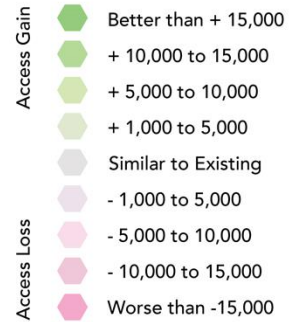 Access Gain
Better than + 15,000
+ 10,000 to 15,000
+ 5,000 to 10,000
+ 1,000 to 5,000
Similar to Existing
- 1,000 to 5,000
- 5,000 to 10,000
- 10,000 to 15,000
Worse than -15,000
Access Loss